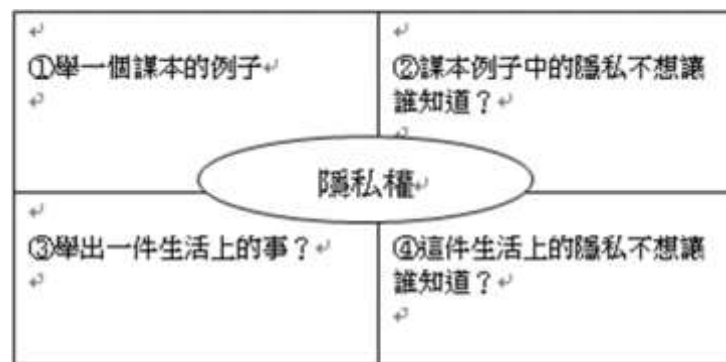 ①舉一個課本的例子
②課本例子中的隱私不想讓
誰知道？
隱私權
③舉出一件生活上的事？
④這件生活上的隱私不想讓
誰知道？